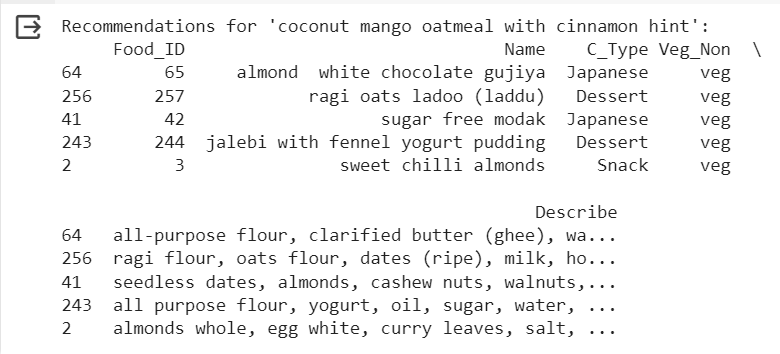 Recommendations for 'coconut mango oatmeal with cinnamon hint':
Food_ID Name C_Type Veg_Non \
64 65 almond  white chocolate gujiya Japanese veg
256 257 ragi oats ladoo (laddu) Dessert veg
41 42 sugar free modak Japanese veg
243 244 jalebi with fennel yogurt pudding Dessert veg
2 3 sweet chilli almonds Snack veg
Describe
64 all-purpose flour, clarified butter (ghee), wa...
256 ragi flour, oats flour, dates (ripe), milk, ho...
41 seedless dates, almonds, cashew nuts, walnuts,...
243 all purpose flour, yogurt, oil, sugar, water, ...
2 almonds whole, egg white, curry leaves, salt, ...